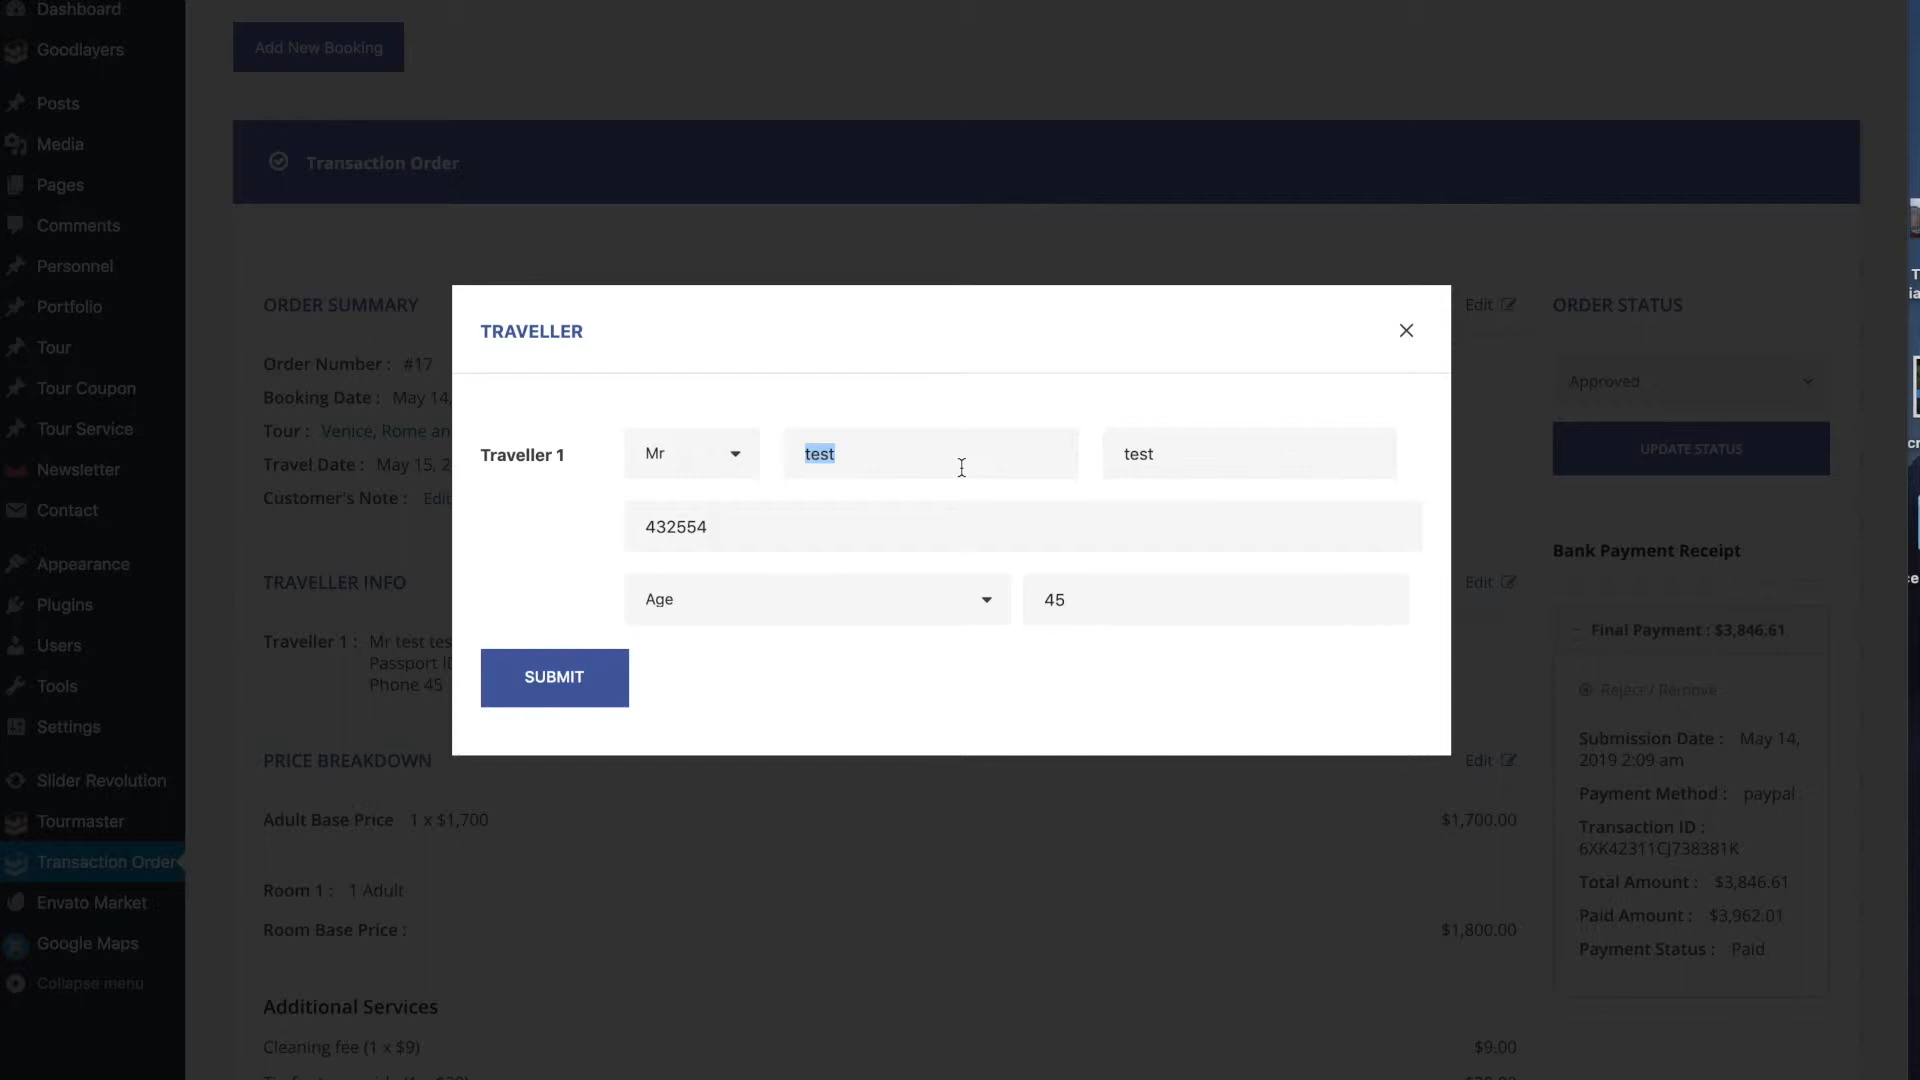 Dashboard
Goodlayers
Posts
Media
Pages
Comments
Personnel
Portfolio
Tour
Tour Coupon
Tour Service
Newsletter
Contact
Appearance
Plugins
Users
Tools
Settings
Slider Revolution
Tourmaster
Transaction Order
Envato Market
Google Maps
Collapse menu
Add New Booking
Transaction Order
ORDER SUMMARY
Edit
Order Number : #17
Booking Date : May 14,
Tour : Venice, Rome an
Travel Date : May 15, 2
Customer's Note : Edi
TRAVELLER INFO
Edit
Traveller 1 : Mr test tes
Passport I
Phone 45
TRAVELLER
Traveller 1
Mr
test
test
432554
Age
45
SUBMIT
PRICE BREAKDOWN
Edit
Adult Base Price 1 x $1,700
$1,700.00
Room 1 : 1 Adult
Room Base Price :
$1,800.00
Additional Services
Cleaning fee (1 x $9)
$9.00
ORDER STATUS
Approved
UPDATE STATUS
Bank Payment Receipt
Final Payment : $3,846.61
Reject / Remove
Submission Date : May 14,
2019 2:09 am
Payment Method : paypal
Transaction ID :
6XK42311CJ738381K
Total Amount : $3,846.61
Paid Amount : $3,962.01
Payment Status : Paid